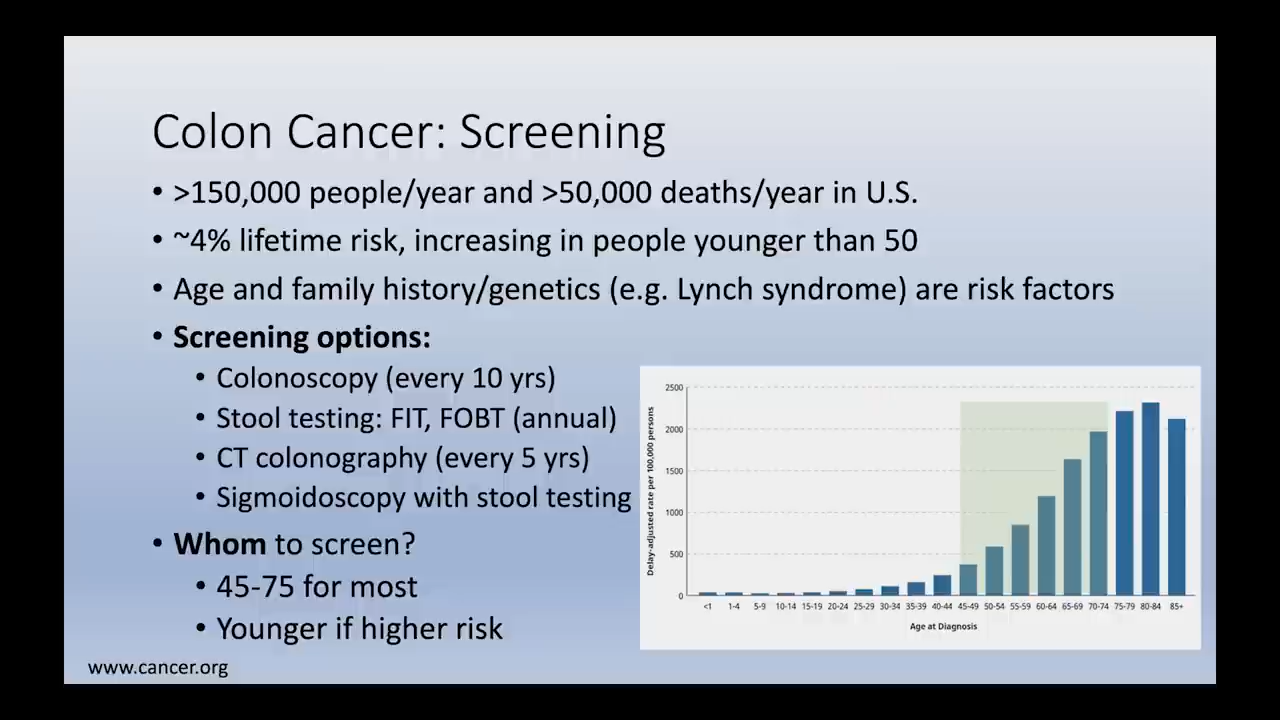 Colon Cancer: Screening
• >150,000 people/year and >50,000 deaths/year in U.S.
• ~4% lifetime risk, increasing in people younger than 50
• Age and family history/genetics (e.g. Lynch syndrome) are risk factors
• Screening options:
• Colonoscopy (every 10 yrs)
• Stool testing: FIT, FOBT (annual)
• CT colonography (every 5 yrs)
• Sigmoidoscopy with stool testing
• Whom to screen?
• 45-75 for most
• Younger if higher risk
www.cancer.org
Delay-adjusted rate per 100,000 persons
2500
2000
1500
1000
500
0
<1 1-4 5-9 10-14 15-19 20-24 25-29 30-34 35-39 40-44 45-49 50-54 55-59 60-64 65-69 70-74 75-79 80-84 85+
Age at Diagnosis